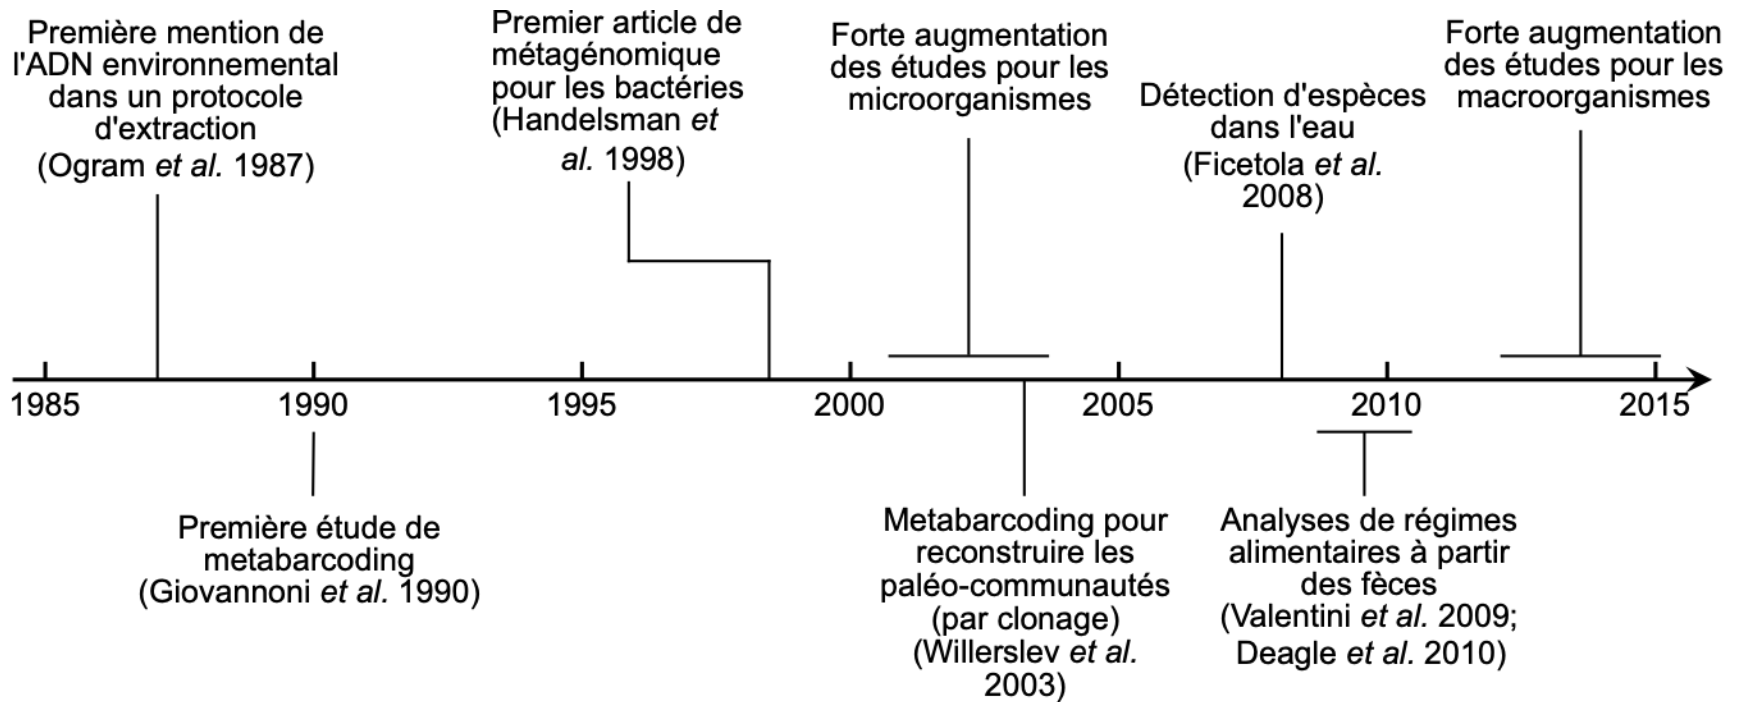 Première mention de
l'ADN environnemental
dans un protocole
d'extraction
(Ogram et al. 1987)
Premier article de
métagénomique
pour les bactéries
(Handelsman et
al. 1998)
Forte augmentation
des études pour les
microorganismes
Détection d'espèces
dans l'eau
(Ficetola et al.
2008)
Forte augmentation
des études pour les
macroorganismes
1985 1990 1995 2000 2005 2010 2015
Première étude de
metabarcoding
(Giovannoni et al. 1990)
Metabarcoding pour
reconstruire les
paléo-communautés
(par clonage)
(Willerslev et al.
2003)
Analyses de régimes
alimentaires à partir
des fèces
(Valentini et al. 2009;
Deagle et al. 2010)